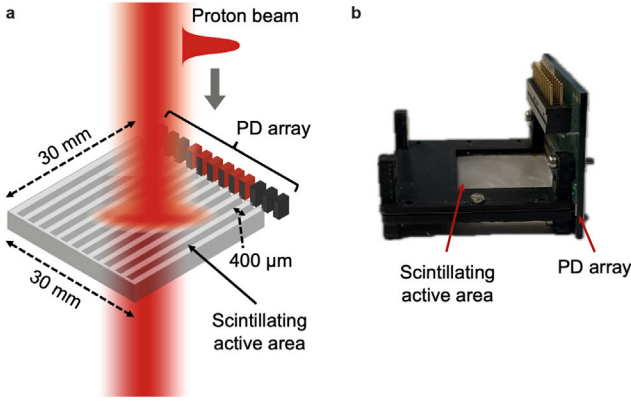 a
Proton beam
PD array
30 mm
400 µm
30 mm
Scintillating
active area
b
Scintillating
active area
PD array